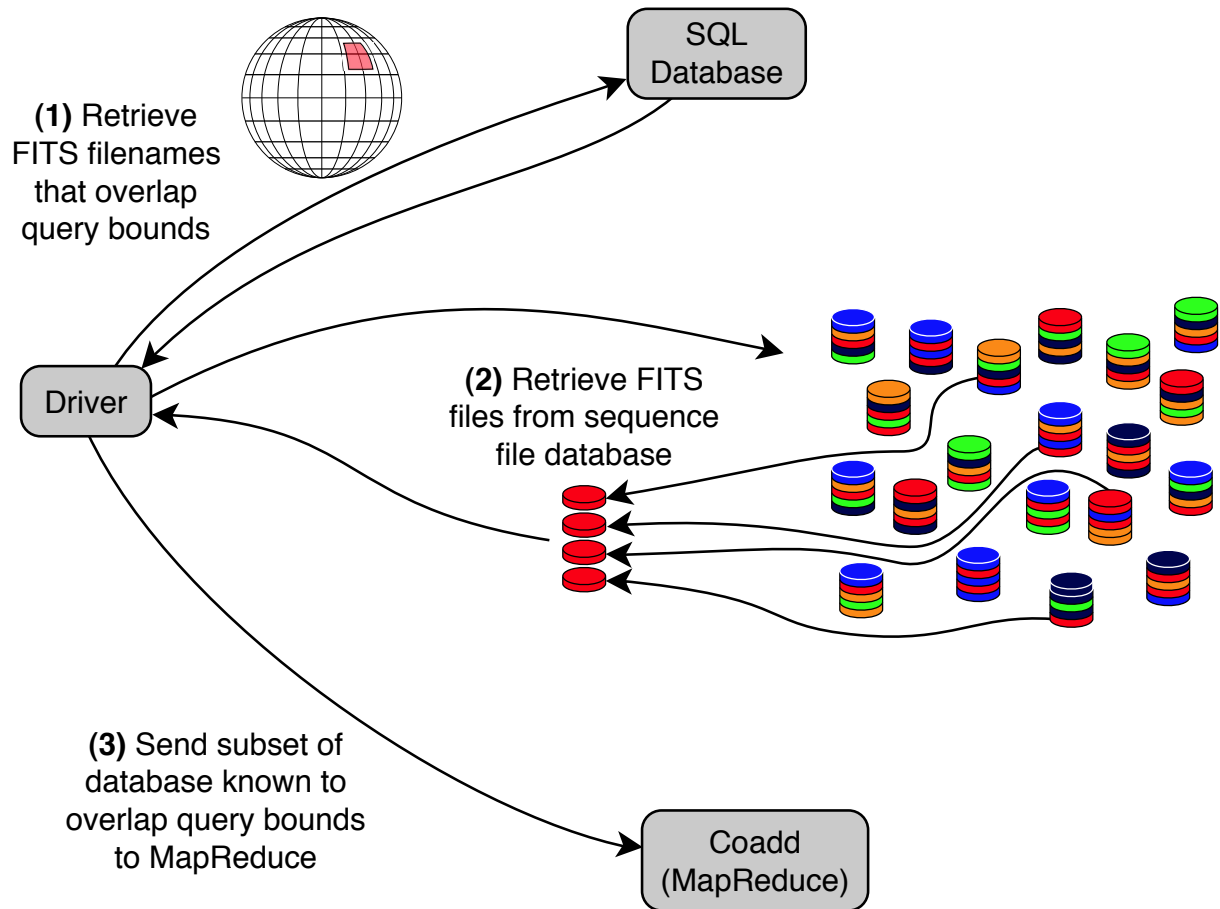 SQL
Database
(1) Retrieve
FITS filenames
that overlap
query bounds
Driver
(2) Retrieve FITS
files from sequence
file database
(3) Send subset of
database known to
overlap query bounds
to MapReduce
Coadd
(MapReduce)